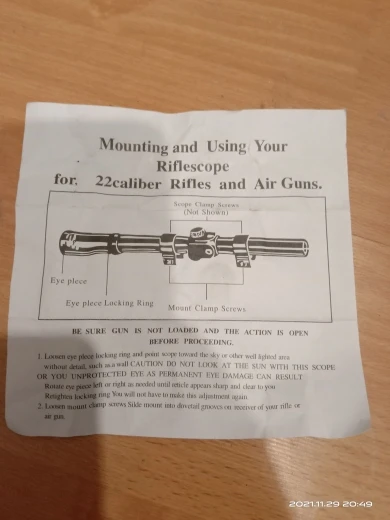 Mounting and Using Your
Riflescope
for. 22caliber Rifles and Air Guns.
Scope Clamp Screws
(Not Shown)
Eye piece
Eye piece Locking Ring
Mount Clamp Screws
BE SURE GUN IS NOT LOADED AND THE ACTION IS OPEN
BEFORE PROCEEDING.
1. Loosen eye piece locking ring and point scope toward the sky or other well lighted area
without detail, such as a wall CAUTION DO NOT LOOK AT THE SUN WITH THIS SCOPE
OR YOU UNPROTECTED EYE AS PERMANENT EYE DAMAGE CAN RESULT
Rotate eye piece left or right as needed until reticle appears sharp and clear to you
Retighten locking ring You will not have to make this adjustment again.
2. Loosen mount clamp screws Slide mount into dovetail grooves on receiver of your rifle or
air gun.
2021.11.29 20:49